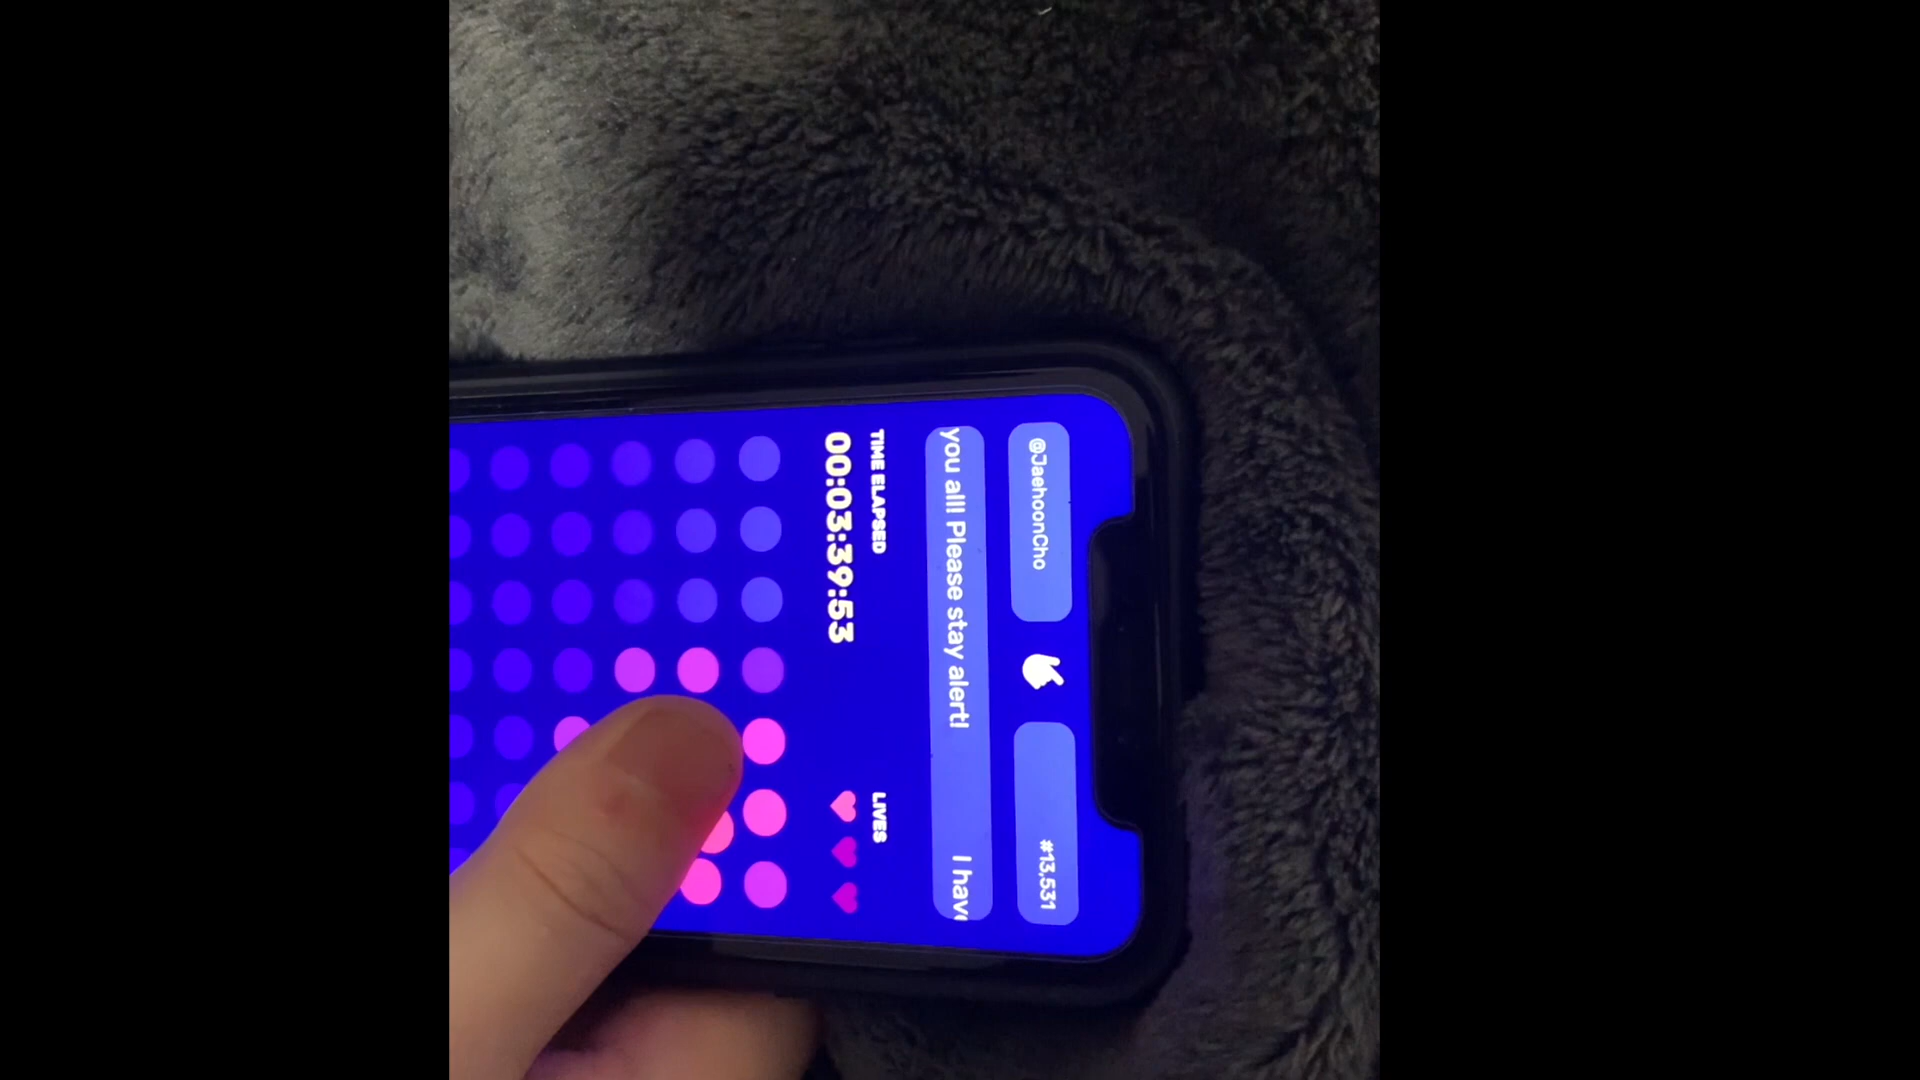 @JaehoonCho
#13,531
you all! Please stay alert! I hav
TIME ELAPSED
LIVES
00:03:39:53